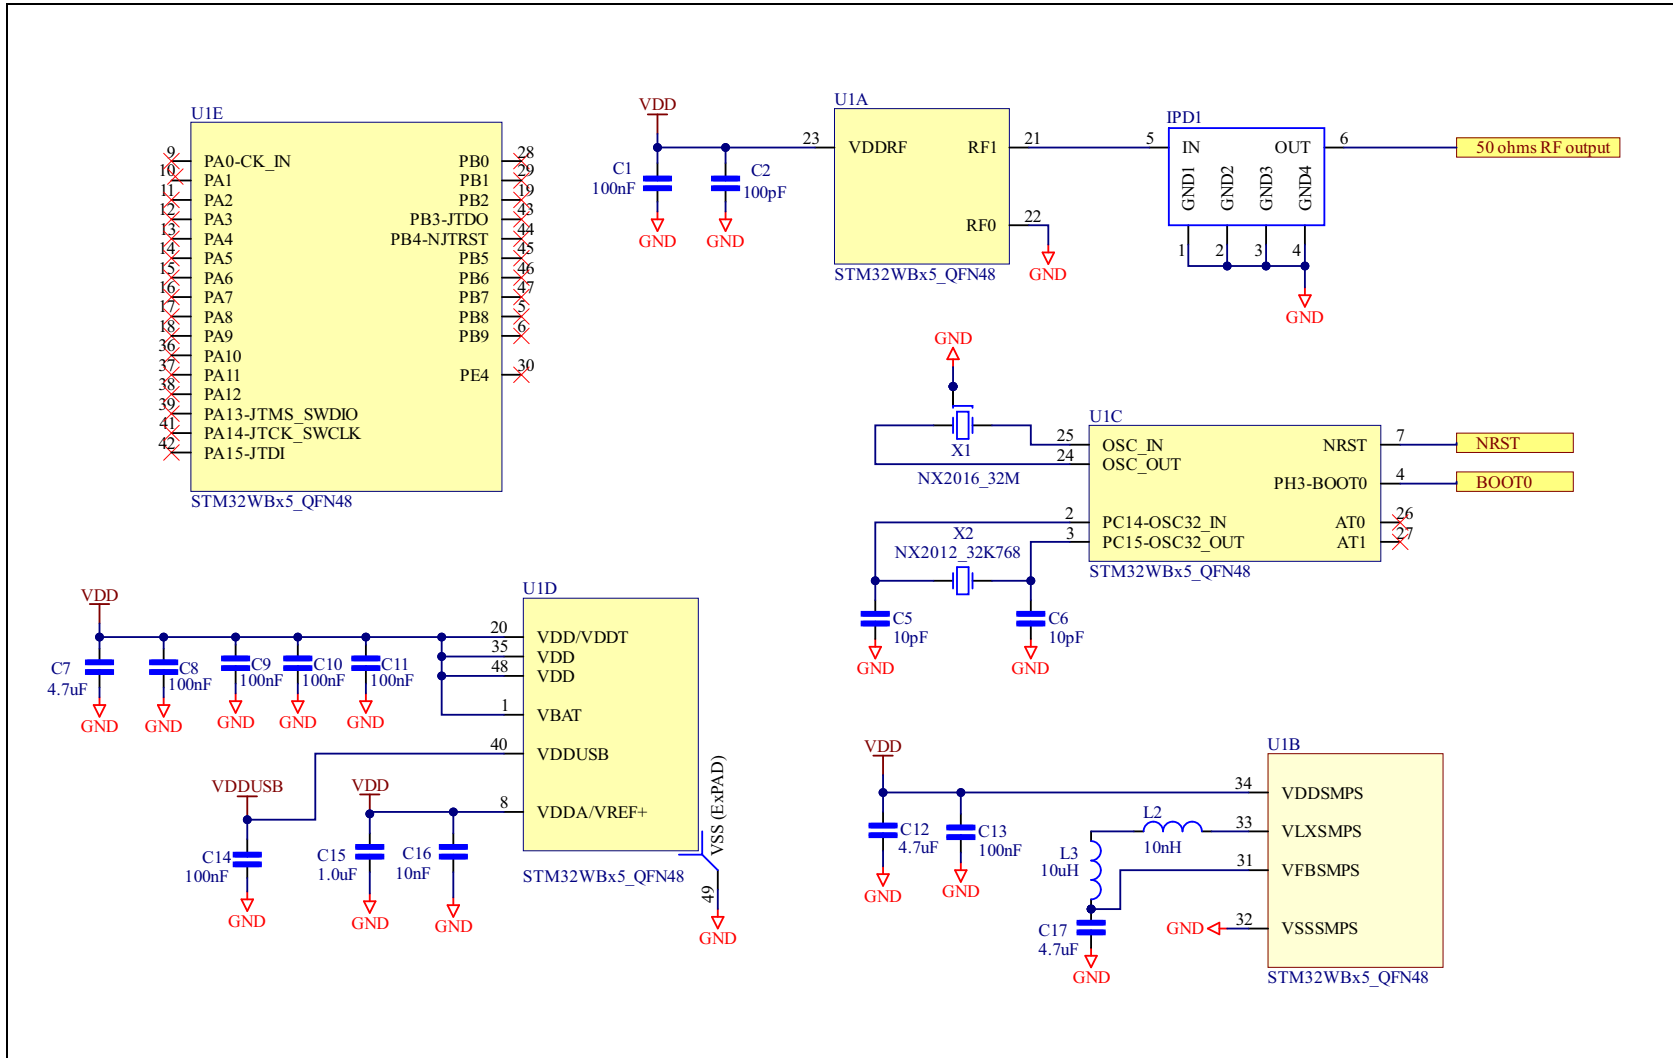 U1E
9 PA0-CK_IN PB0 28
10 PA1 PB1 29
11 PA2 PB2 19
12 PA3 PB3-JTDO 43
13 PA4 PB4-NJTRST 44
14 PA5 PB5 45
15 PA6 PB6 46
16 PA7 PB7 47
17 PA8 PB8 5
18 PA9 PB9 6
36 PA10
37 PA11 PE4 30
38 PA12
39 PA13-JTMS_SWDIO
41 PA14-JTCK_SWCLK
42 PA15-JTDI
STM32WBx5_QFN48
VDD
C1
100nF
GND
C2
100pF
GND
U1A
23 VDDRF RF1 21
RF0 22
GND
STM32WBx5_QFN48
IPD1
5 IN OUT 6
GND1
GND2
GND3
GND4
1 2 3 4
GND
50 ohms RF output
GND
X1
NX2016_32M
U1C
25 OSC_IN NRST 7
24 OSC_OUT
PH3-BOOT0 4
2 PC14-OSC32_IN AT0 26
3 PC15-OSC32_OUT AT1 27
STM32WBx5_QFN48
NRST
BOOT0
X2
NX2012_32K768
C5
10pF
GND
C6
10pF
GND
VDD
C7
4.7uF
GND
C8
100nF
GND
C9
100nF
GND
C10
100nF
GND
C11
100nF
GND
U1D
20 VDD/VDDT
35 VDD
48 VDD
1 VBAT
40 VDDUSB
8 VDDA/VREF+
VSS (ExPAD)
49
GND
STM32WBx5_QFN48
VDDUSB
C14
100nF
GND
VDD
C15
1.0uF
GND
C16
10nF
GND
VDD
C12
4.7uF
GND
C13
100nF
GND
U1B
34 VDDSMPS
33 VLXSMPS
31 VFBSMPS
GND 32 VSSSMPS
STM32WBx5_QFN48
L2
10nH
L3
10uH
C17
4.7uF
GND